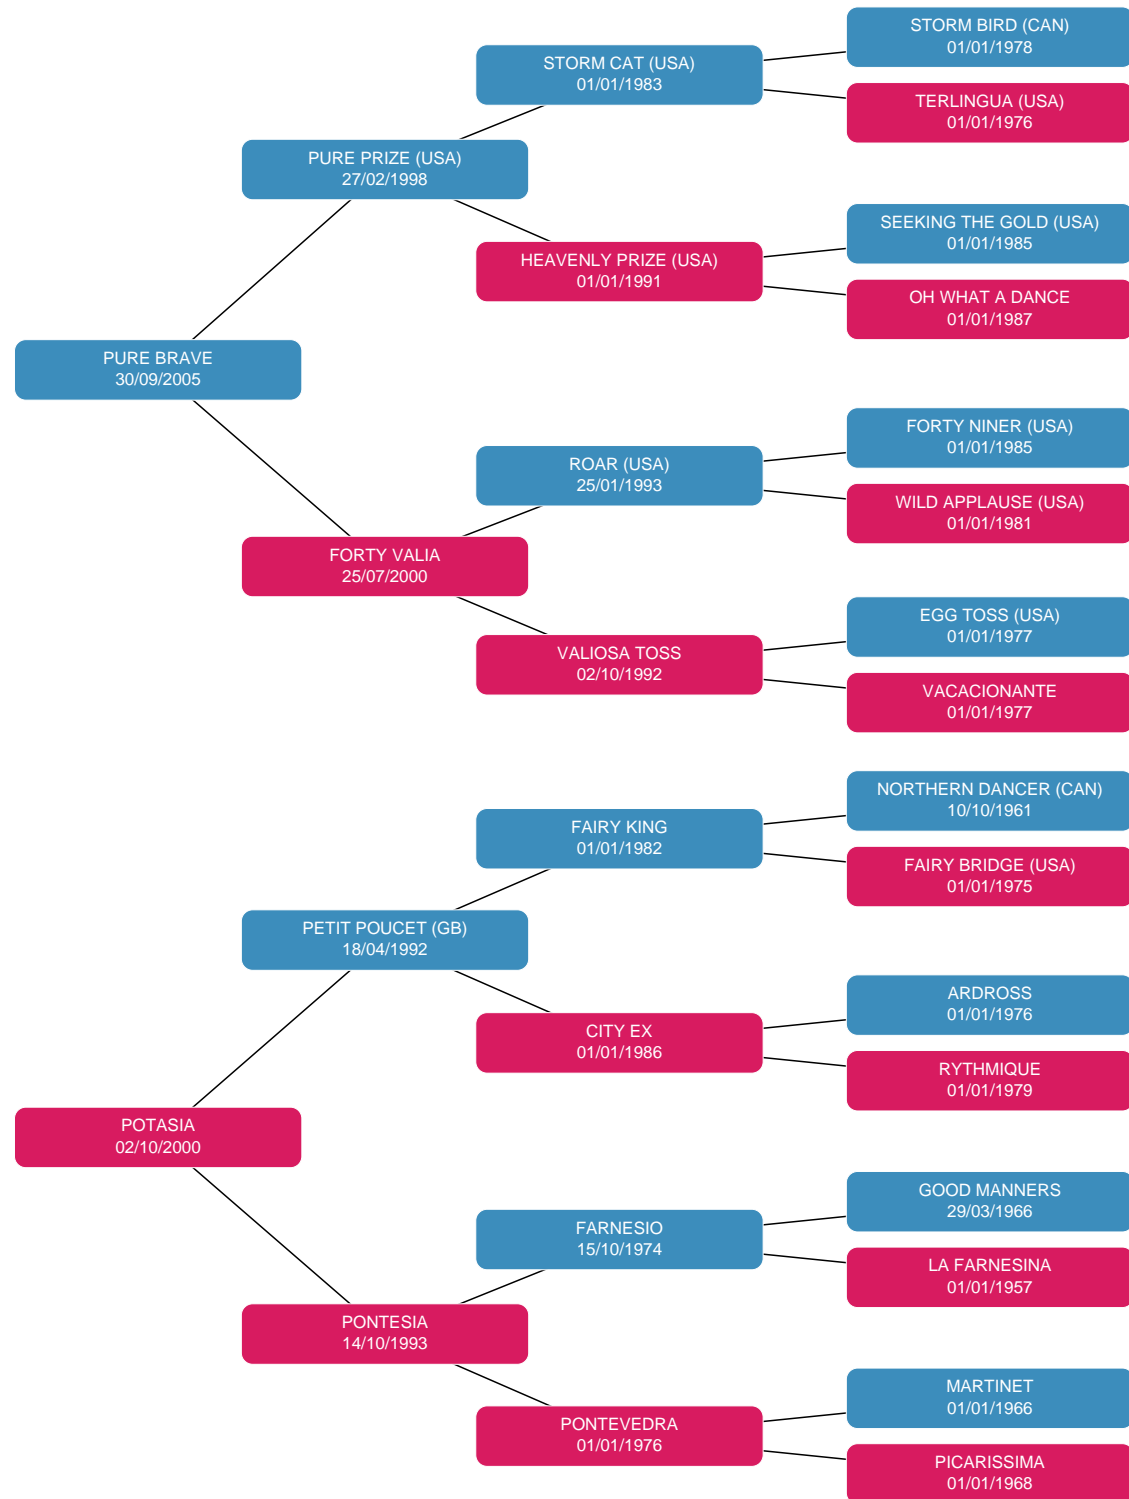 STORM BIRD (CAN)
01/01/1978
STORM CAT (USA)
01/01/1983
TERLINGUA (USA)
01/01/1976
PURE PRIZE (USA)
27/02/1998
SEEKING THE GOLD (USA)
01/01/1985
HEAVENLY PRIZE (USA)
01/01/1991
OH WHAT A DANCE
01/01/1987
PURE BRAVE
30/09/2005
FORTY NINER (USA)
01/01/1985
ROAR (USA)
25/01/1993
WILD APPLAUSE (USA)
01/01/1981
FORTY VALIA
25/07/2000
EGG TOSS (USA)
01/01/1977
VALIOSA TOSS
02/10/1992
VACACIONANTE
01/01/1977
NORTHERN DANCER (CAN)
10/10/1961
FAIRY KING
01/01/1982
FAIRY BRIDGE (USA)
01/01/1975
PETIT POUCET (GB)
18/04/1992
ARDROSS
01/01/1976
CITY EX
01/01/1986
RYTHMIQUE
01/01/1979
POTASIA
02/10/2000
GOOD MANNERS
29/03/1966
FARNESIO
15/10/1974
LA FARNESINA
01/01/1957
PONTESIA
14/10/1993
MARTINET
01/01/1966
PONTEVEDRA
01/01/1976
PICARISSIMA
01/01/1968